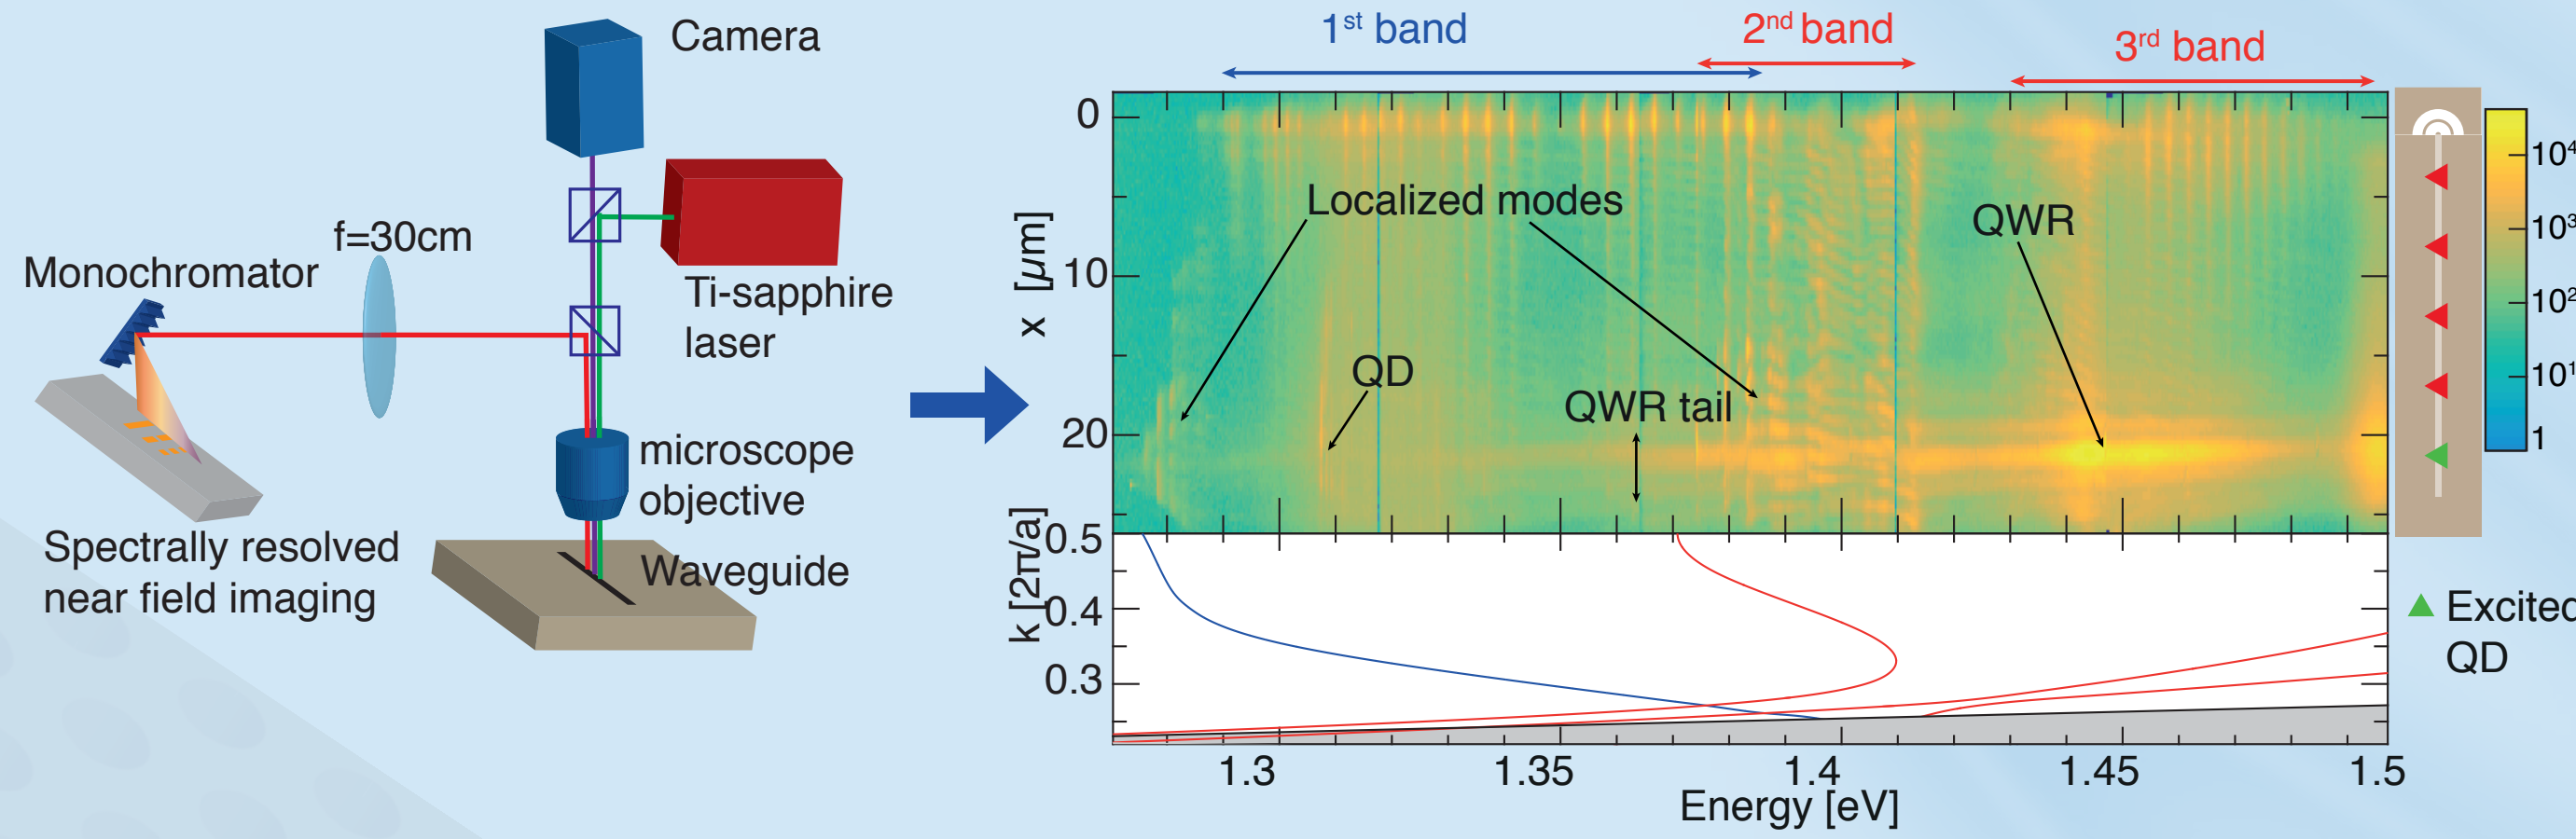 Camera
f=30cm
Monochromator
Ti-sapphire
laser
microscope
objective
Spectrally resolved
near field imaging
Waveguide
1st band
2nd band
3rd band
0
10
20
x [µm]
Localized modes
QD
QWR tail
QWR
10⁴
10³
10²
10¹
1
0.5
0.4
0.3
k [2π/a]
1.3
1.35
1.4
1.45
1.5
Energy [eV]
Excited
QD